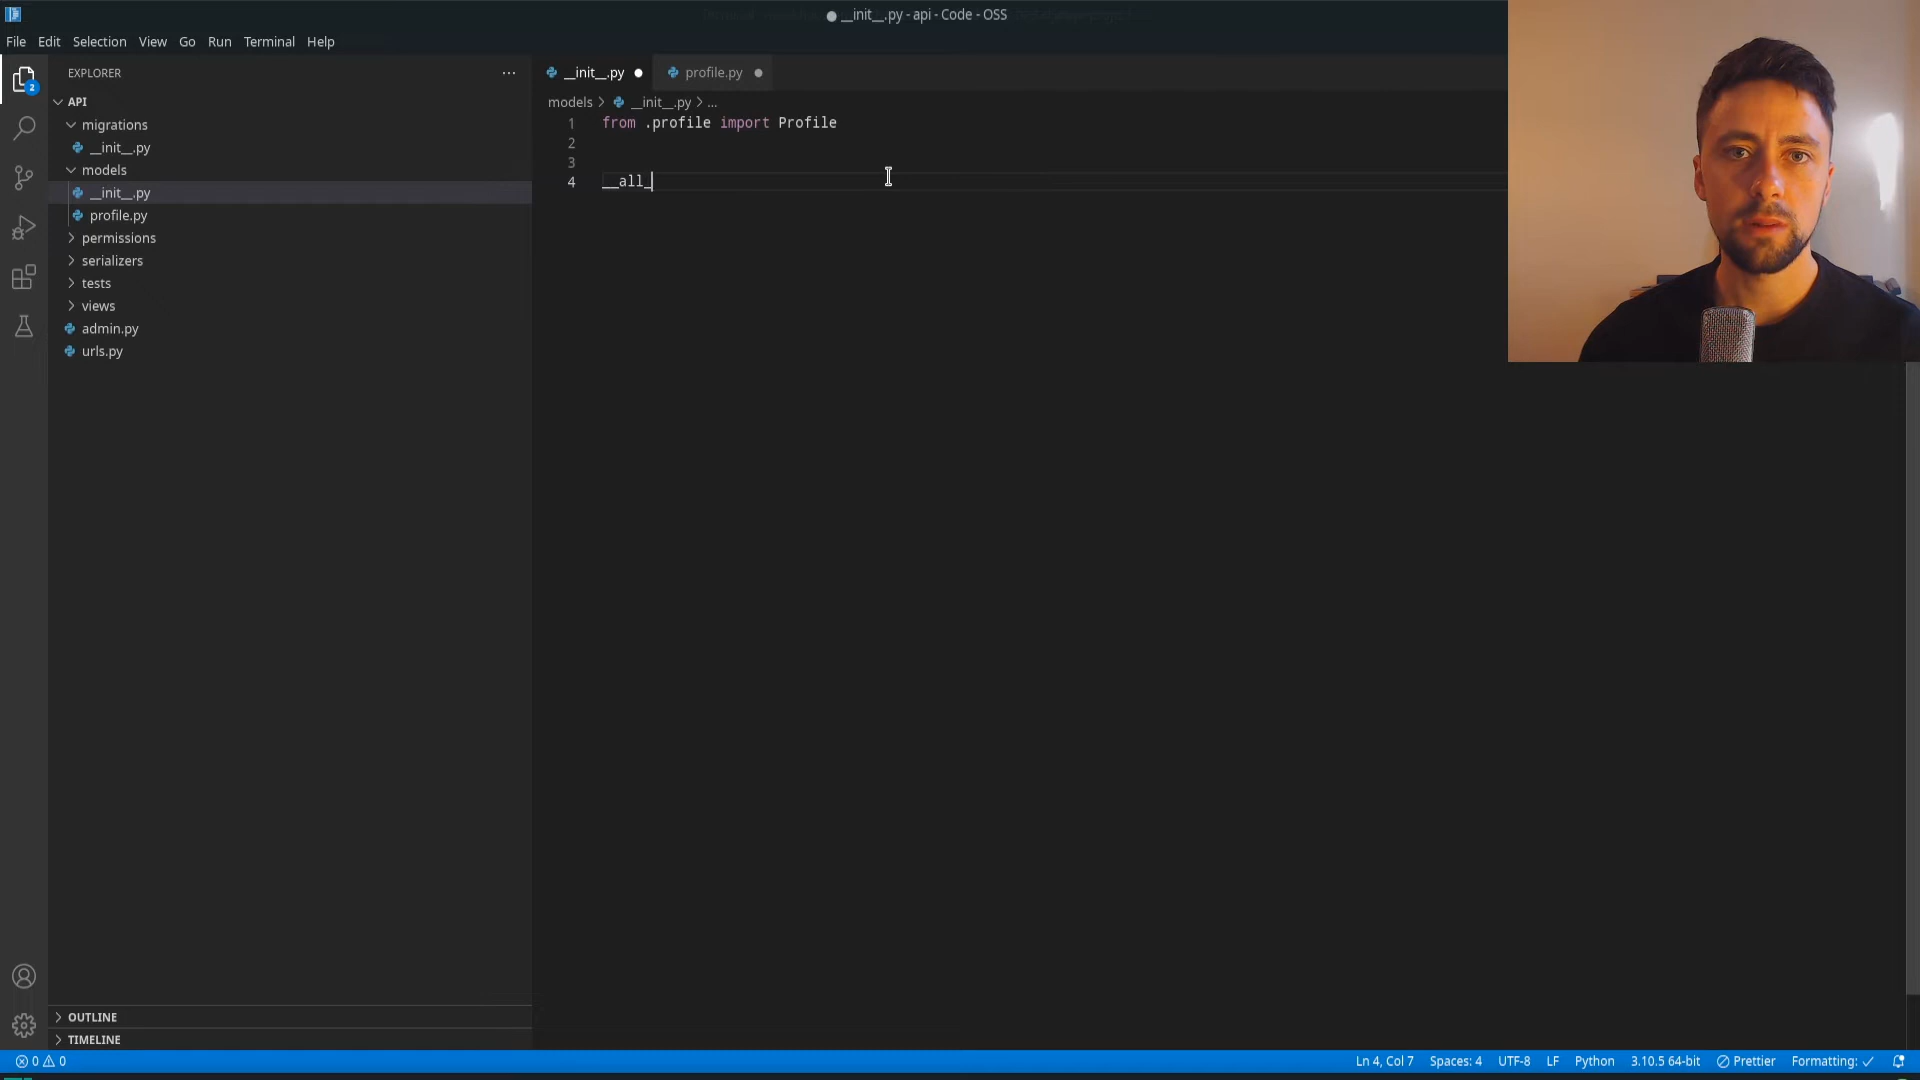 __init__.py - api - Code - OSS
File Edit Selection View Go Run Terminal Help
EXPLORER
2
API
migrations
__init__.py
models
__init__.py
profile.py
permissions
serializers
tests
views
admin.py
urls.py
OUTLINE
TIMELINE
__init__.py profile.py
models > __init__.py > ...
1 from .profile import Profile
2
3
4 __all_
0 0 Ln 4, Col 7 Spaces: 4 UTF-8 LF Python 3.10.5 64-bit Prettier Formatting: ✓